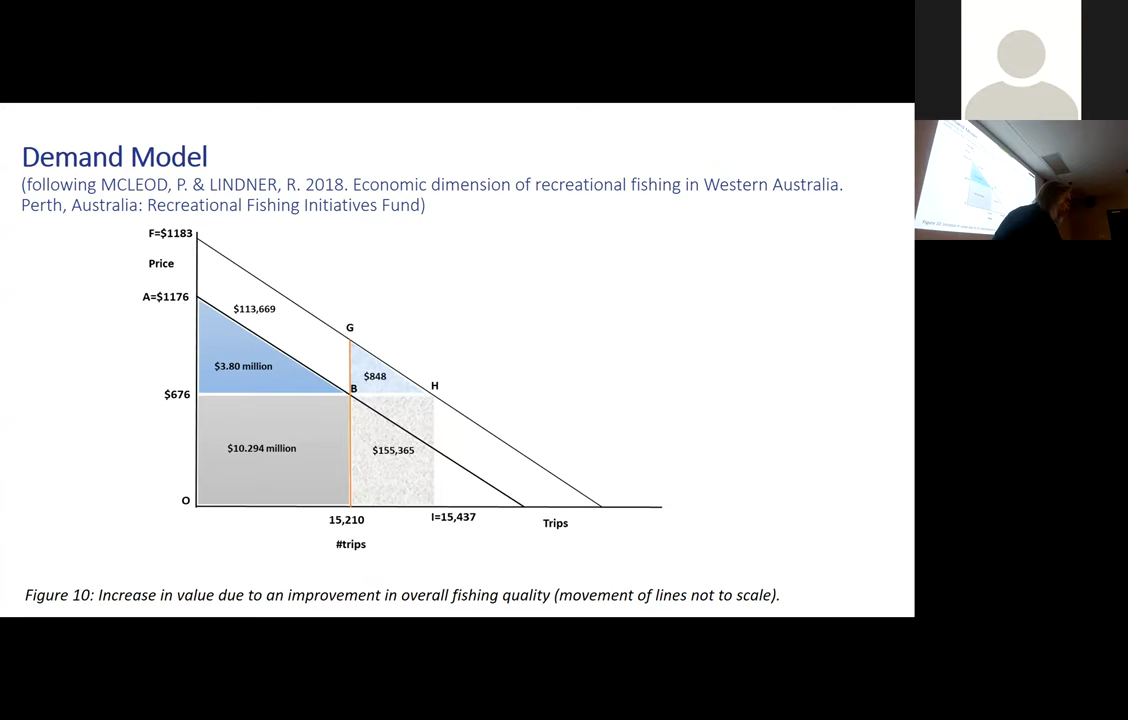 Demand Model
(following MCLEOD, P. & LINDNER, R. 2018. Economic dimension of recreational fishing in Western Australia.
Perth, Australia: Recreational Fishing Initiatives Fund)
F=$1183
Price
A=$1176
$113,669
G
$3.80 million
$848
H
B
$676
$10.294 million
$155,365
O
15,210
I=15,437
Trips
#trips
Figure 10: Increase in value due to an improvement in overall fishing quality (movement of lines not to scale).